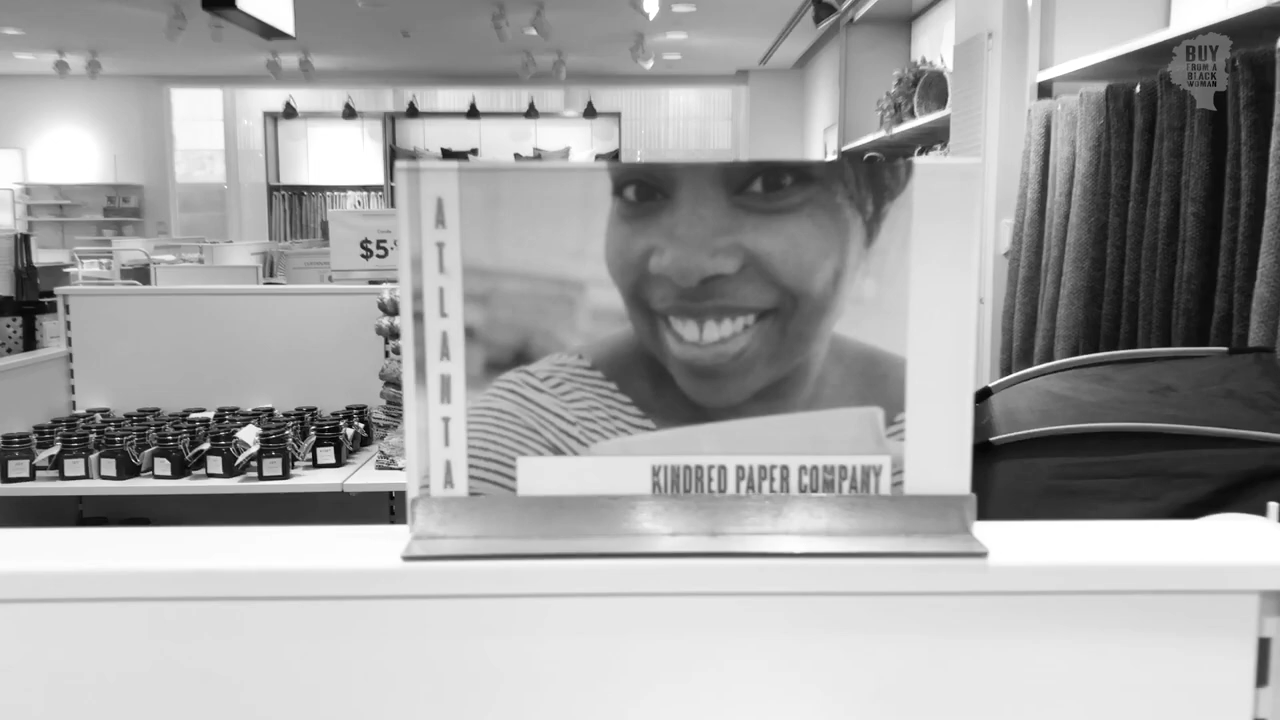 BUY
FROM A
BLACK
WOMAN
$5
ATLANTA
KINDRED PAPER COMPANY